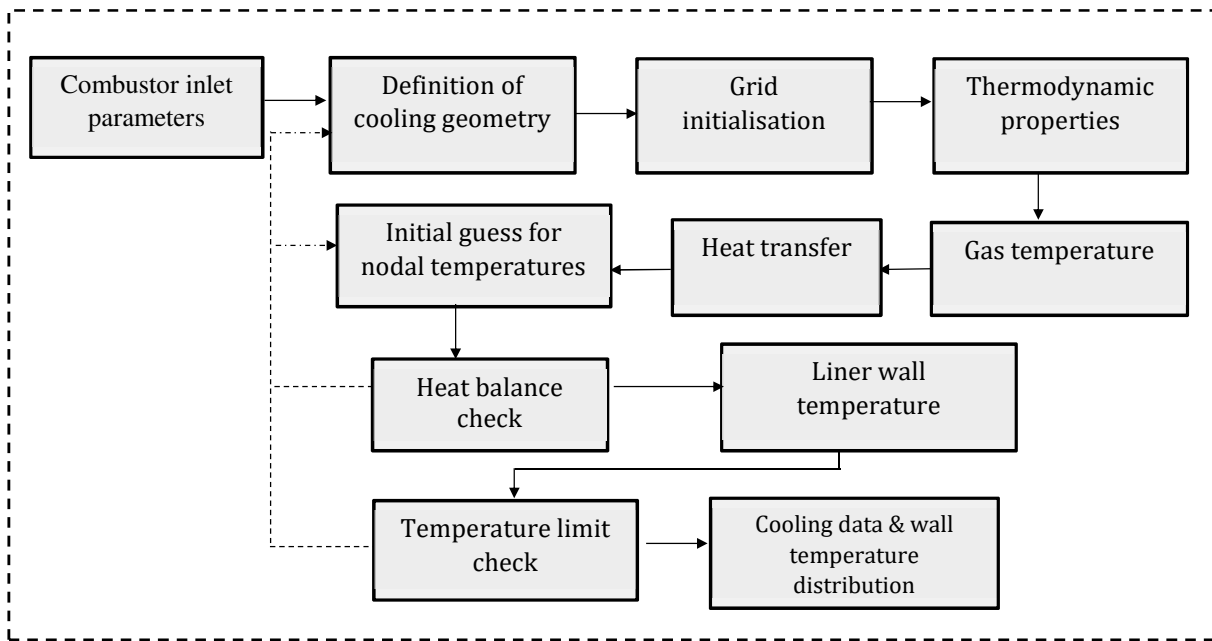 Combustor inlet
parameters
Definition of
cooling geometry
Grid
initialisation
Thermodynamic
properties
Initial guess for
nodal temperatures
Heat transfer
Gas temperature
Heat balance
check
Liner wall
temperature
Temperature limit
check
Cooling data & wall
temperature
distribution